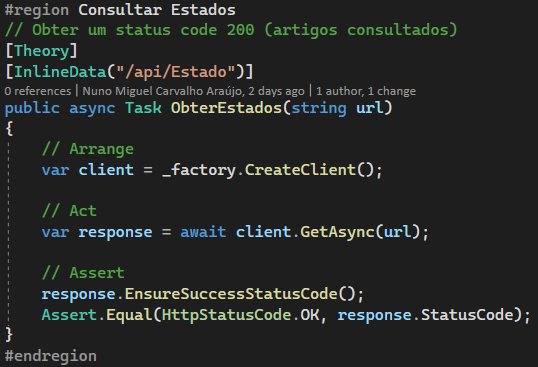 #region Consultar Estados
// Obter um status code 200 (artigos consultados)
[Theory]
[InlineData("/api/Estado")]
0 references | Nuno Miguel Carvalho Araújo, 2 days ago | 1 author, 1 change
public async Task ObterEstados(string url)
{
// Arrange
var client = _factory.CreateClient();
// Act
var response = await client.GetAsync(url);
// Assert
response.EnsureSuccessStatusCode();
Assert.Equal(HttpStatusCode.OK, response.StatusCode);
}
#endregion